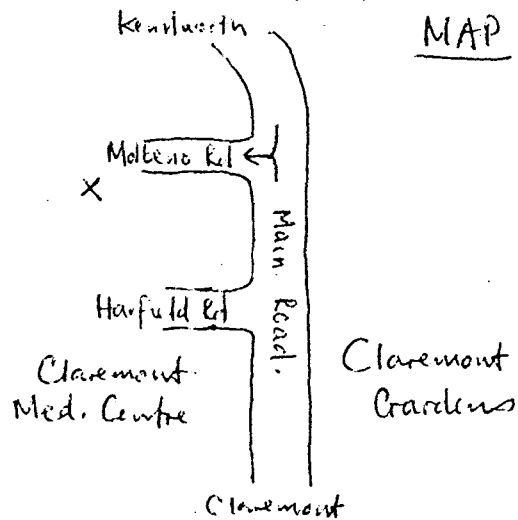 Kenilworth
MAP
Molteno Rd
X
Main Road.
Harfield Rd
Claremont
Med. Centre
Claremont
Gardens
Claremont